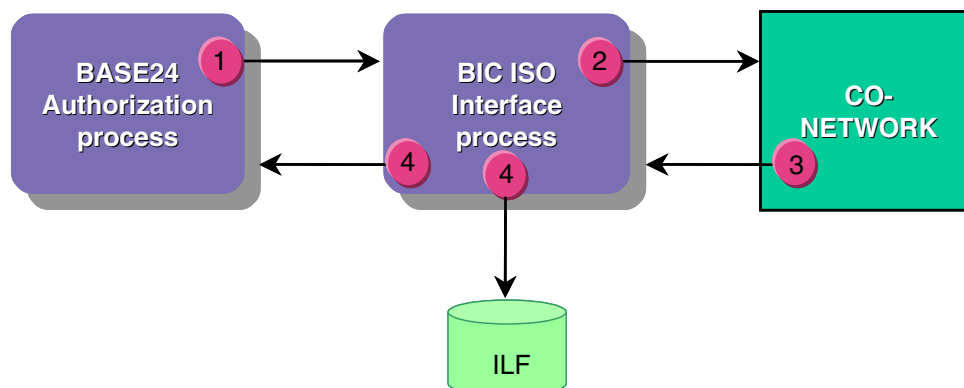 BASE24
Authorization
process
1
BIC ISO
Interface
process
2
CO-
NETWORK
4
4
3
ILF